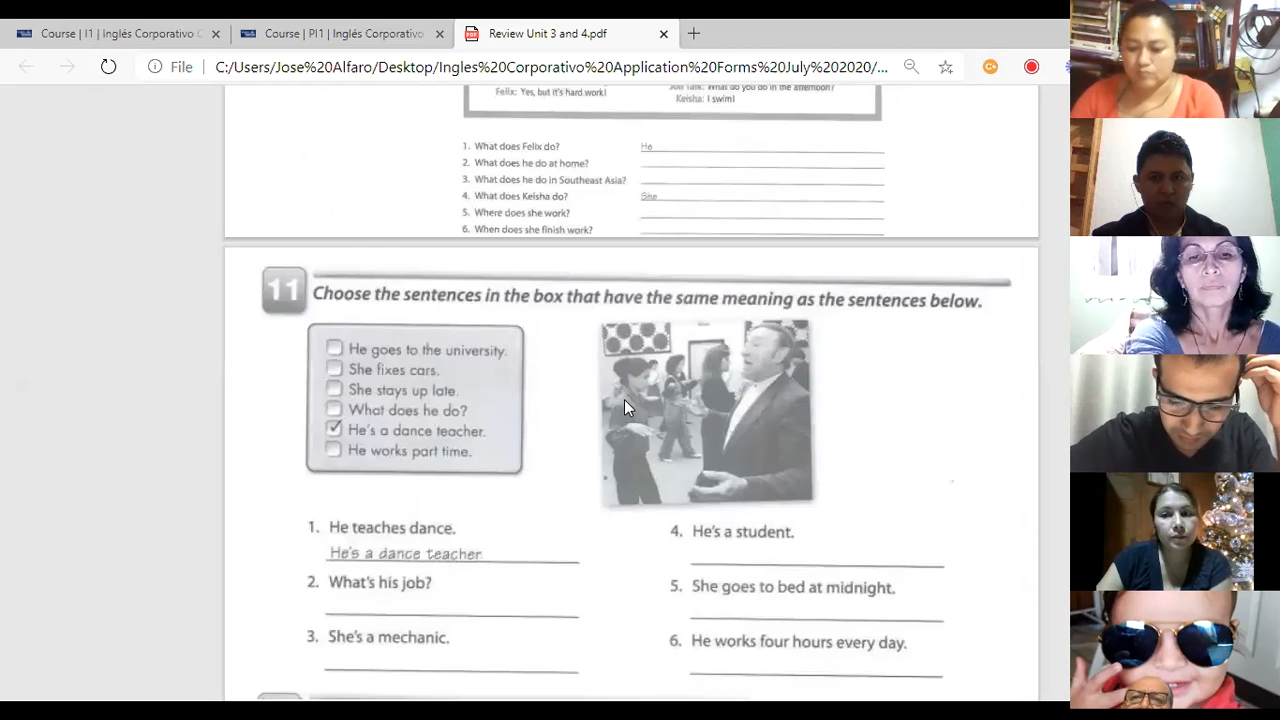 Course | I1 | Inglés Corporativo C
Course | PI1 | Inglés Corporativo
Review Unit 3 and 4.pdf
File
C:/Users/Jose%20Alfaro/Desktop/Ingles%20Corporativo%20Application%20Forms%20July%202020/...
Felix: Yes, but it's hard work!
What do you do in the afternoon?
Keisha: I swim!
1. What does Felix do? He
2. What does he do at home?
3. What does he do in Southeast Asia?
4. What does Keisha do? She
5. Where does she work?
6. When does she finish work?
11 Choose the sentences in the box that have the same meaning as the sentences below.
He goes to the university.
She fixes cars.
She stays up late.
What does he do?
He's a dance teacher.
He works part time.
1. He teaches dance.
He's a dance teacher
2. What's his job?
3. She's a mechanic.
4. He's a student.
5. She goes to bed at midnight.
6. He works four hours every day.